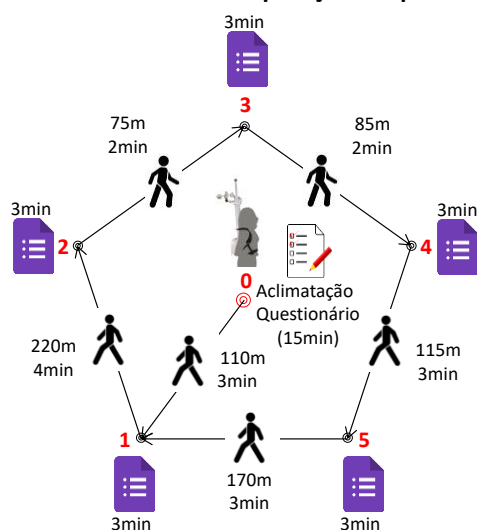 3min
3
75m
2min
85m
2min
3min
2
3min
4
0
Aclimatação
Questionário
(15min)
220m
4min
110m
3min
115m
3min
1
5
170m
3min
3min
3min